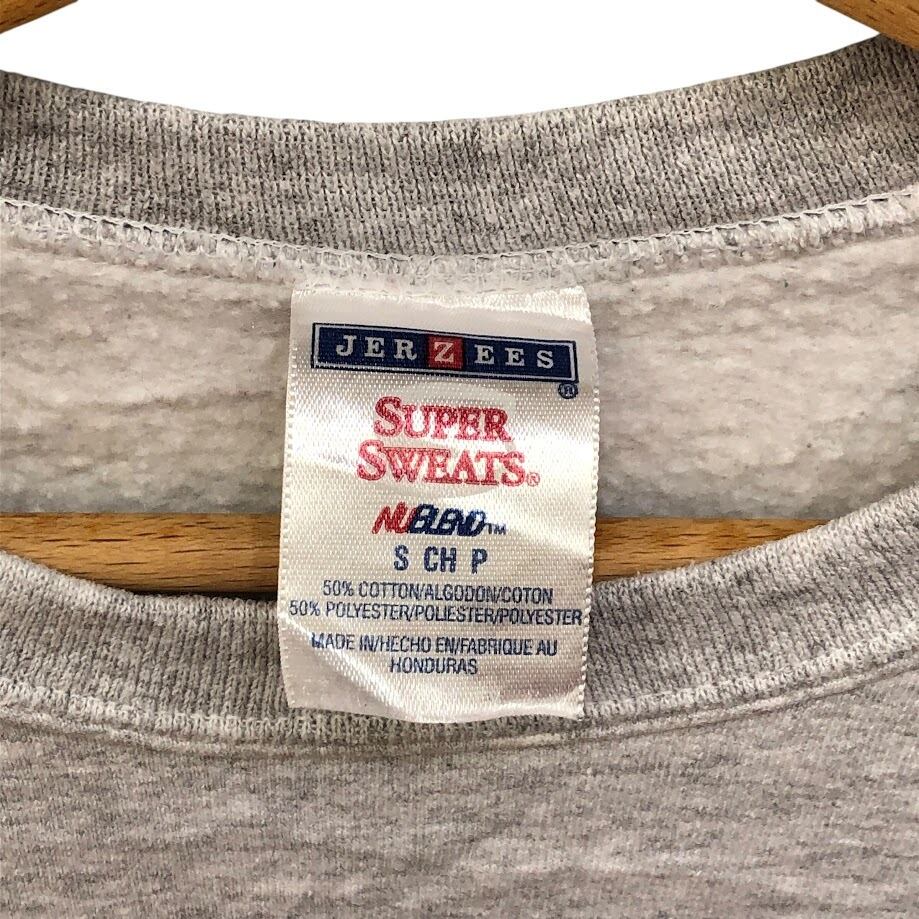 JERZEES®
SUPER
SWEATS®
NUBLEND™
S CH P
50% COTTON/ALGODON/COTON
50% POLYESTER/POLIESTER/POLYESTER
MADE IN/HECHO EN/FABRIQUE AU
HONDURAS